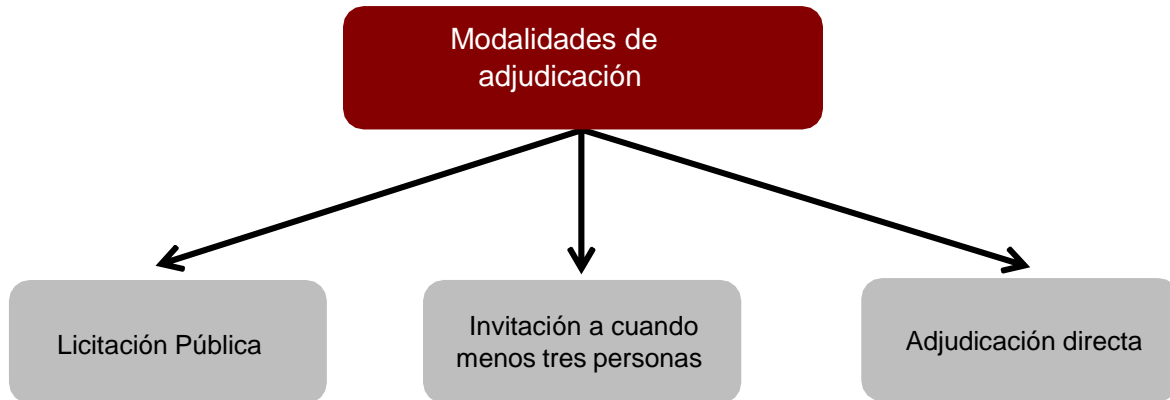 Modalidades de
adjudicación
Licitación Pública
Invitación a cuando
menos tres personas
Adjudicación directa